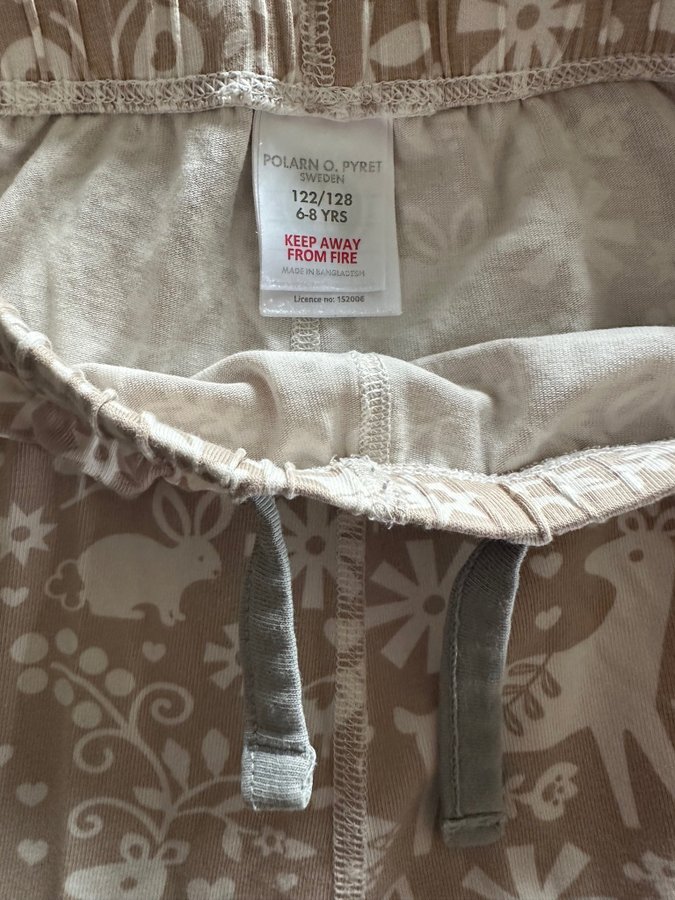 POLARN O. PYRET
SWEDEN
122/128
6-8 YRS
KEEP AWAY
FROM FIRE
MADE IN BANGLADESH
Licence no: 152006